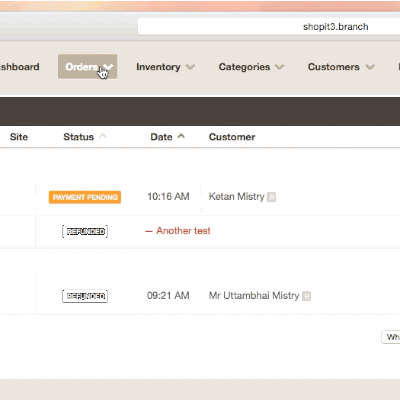 shopit3.branch
shboard Orders Inventory Categories Customers
Site Status Date Customer
PAYMENT PENDING 10:16 AM Ketan Mistry R
REFUNDED — Another test
REFUNDED 09:21 AM Mr Uttambhai Mistry R
Wh